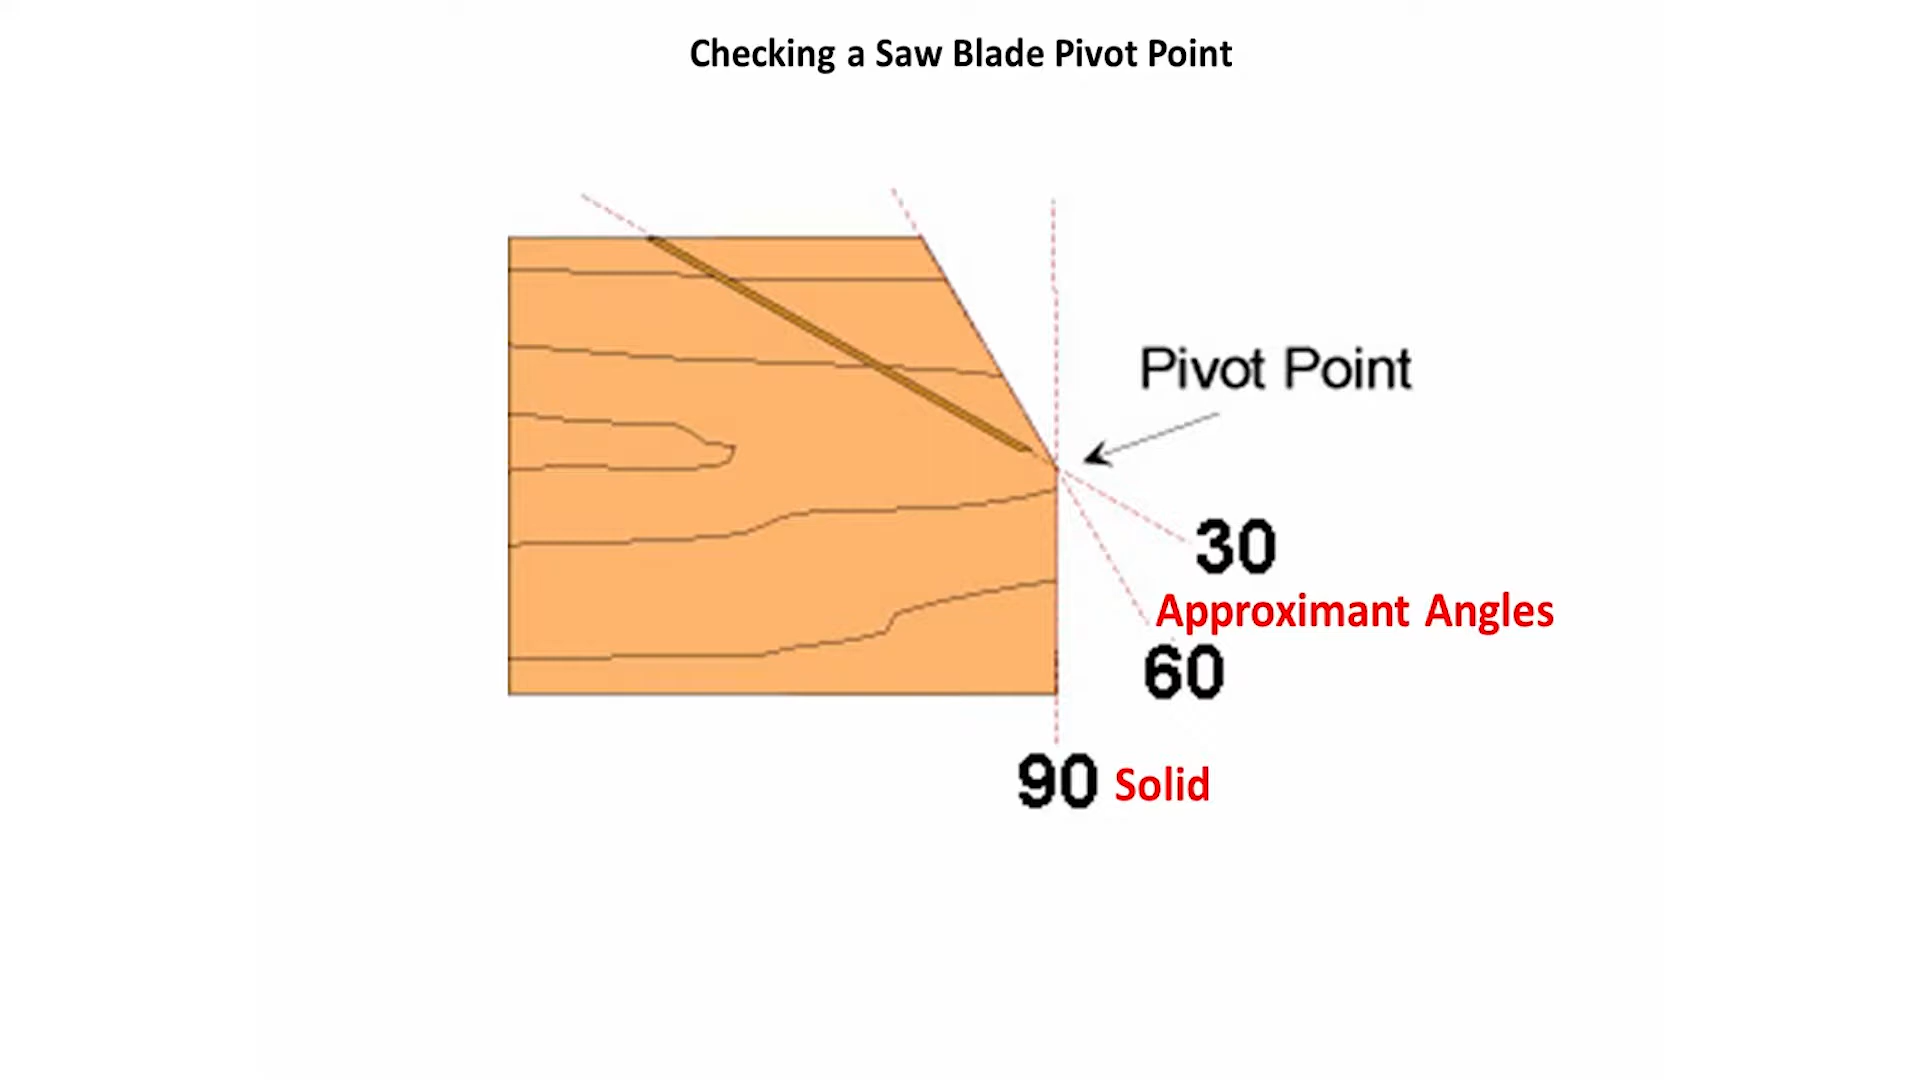 Checking a Saw Blade Pivot Point
Pivot Point
30
Approximant Angles
60
90 Solid